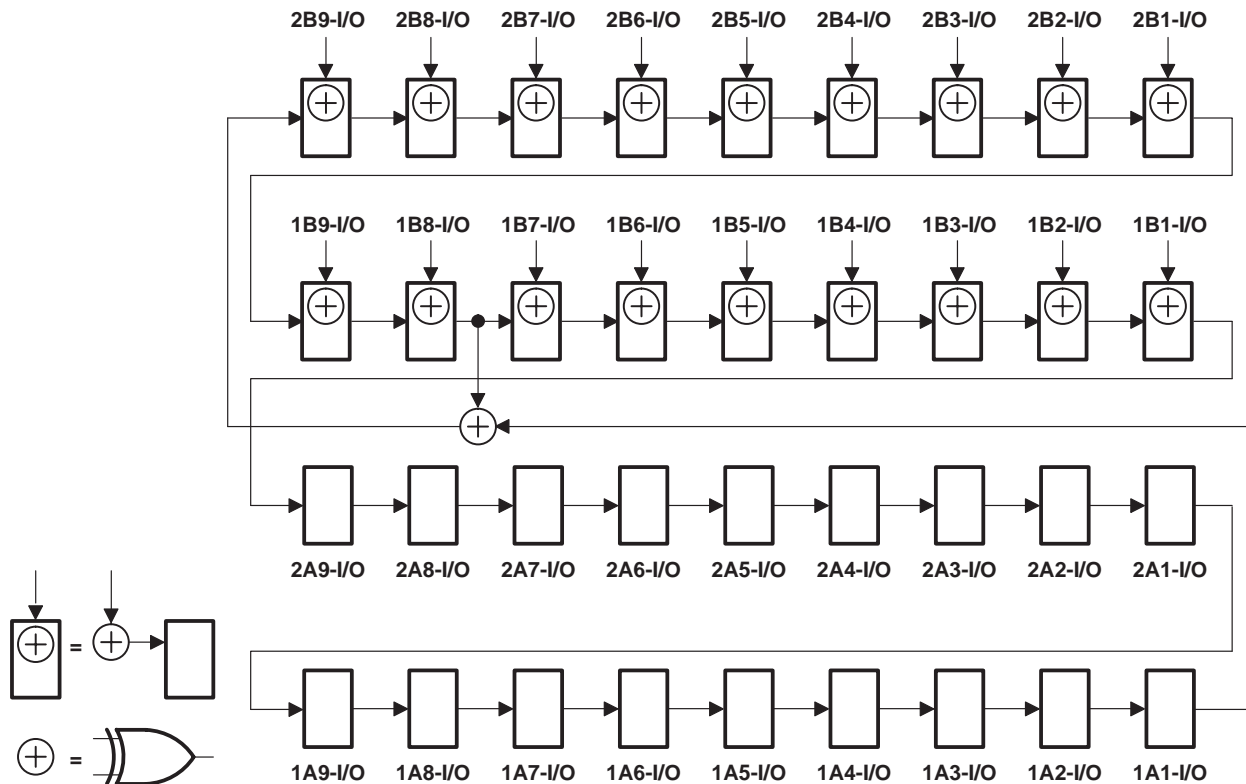 2B9-I/O 2B8-I/O 2B7-I/O 2B6-I/O 2B5-I/O 2B4-I/O 2B3-I/O 2B2-I/O 2B1-I/O
1B9-I/O 1B8-I/O 1B7-I/O 1B6-I/O 1B5-I/O 1B4-I/O 1B3-I/O 1B2-I/O 1B1-I/O
2A9-I/O 2A8-I/O 2A7-I/O 2A6-I/O 2A5-I/O 2A4-I/O 2A3-I/O 2A2-I/O 2A1-I/O
=
=
1A9-I/O 1A8-I/O 1A7-I/O 1A6-I/O 1A5-I/O 1A4-I/O 1A3-I/O 1A2-I/O 1A1-I/O